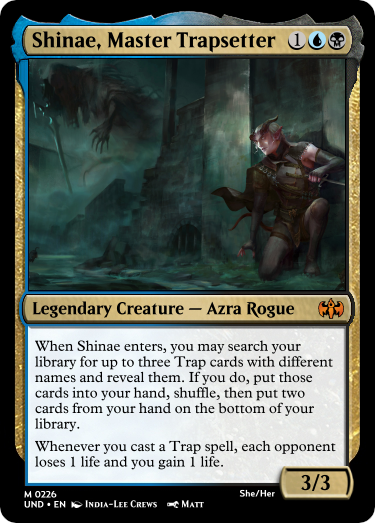 Shinae, Master Trapsetter 1
Legendary Creature — Azra Rogue
When Shinae enters, you may search your
library for up to three Trap cards with different
names and reveal them. If you do, put those
cards into your hand, shuffle, then put two
cards from your hand on the bottom of your
library.
Whenever you cast a Trap spell, each opponent
loses 1 life and you gain 1 life.
3/3
M 0226
She/Her
UND • EN India-Lee Crews Matt